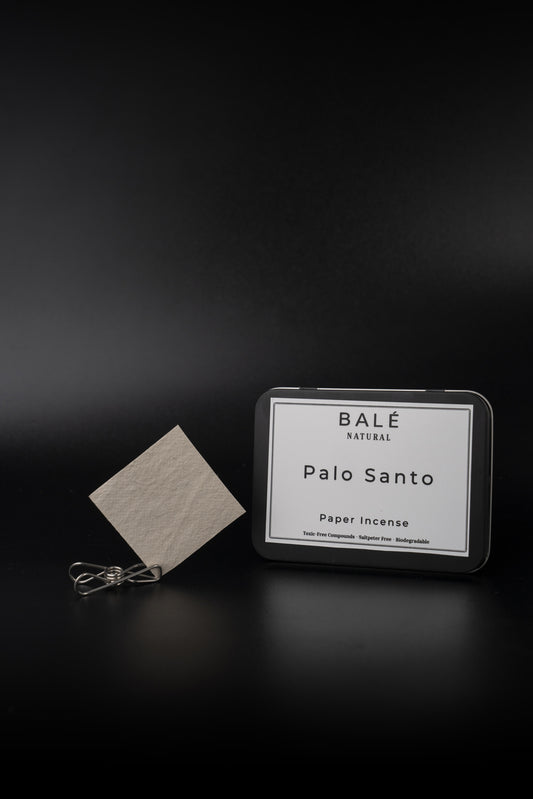 BALÉ
NATURAL
Palo Santo
Paper Incense
Toxic-Free Compounds · Saltpeter Free · Biodegradable